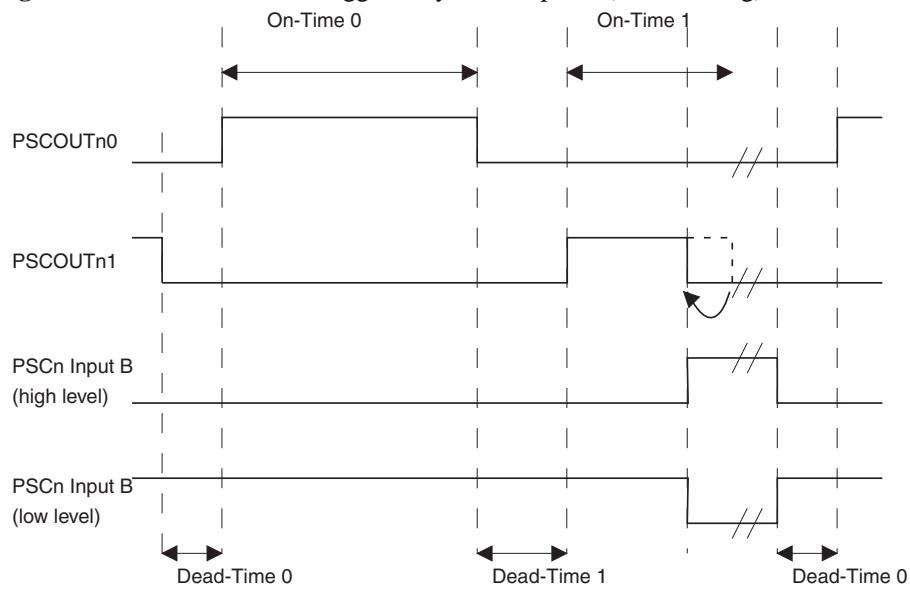 On-Time 0
On-Time 1
PSCOUTn0
PSCOUTn1
PSCn Input B
(high level)
PSCn Input B
(low level)
Dead-Time 0
Dead-Time 1
Dead-Time 0